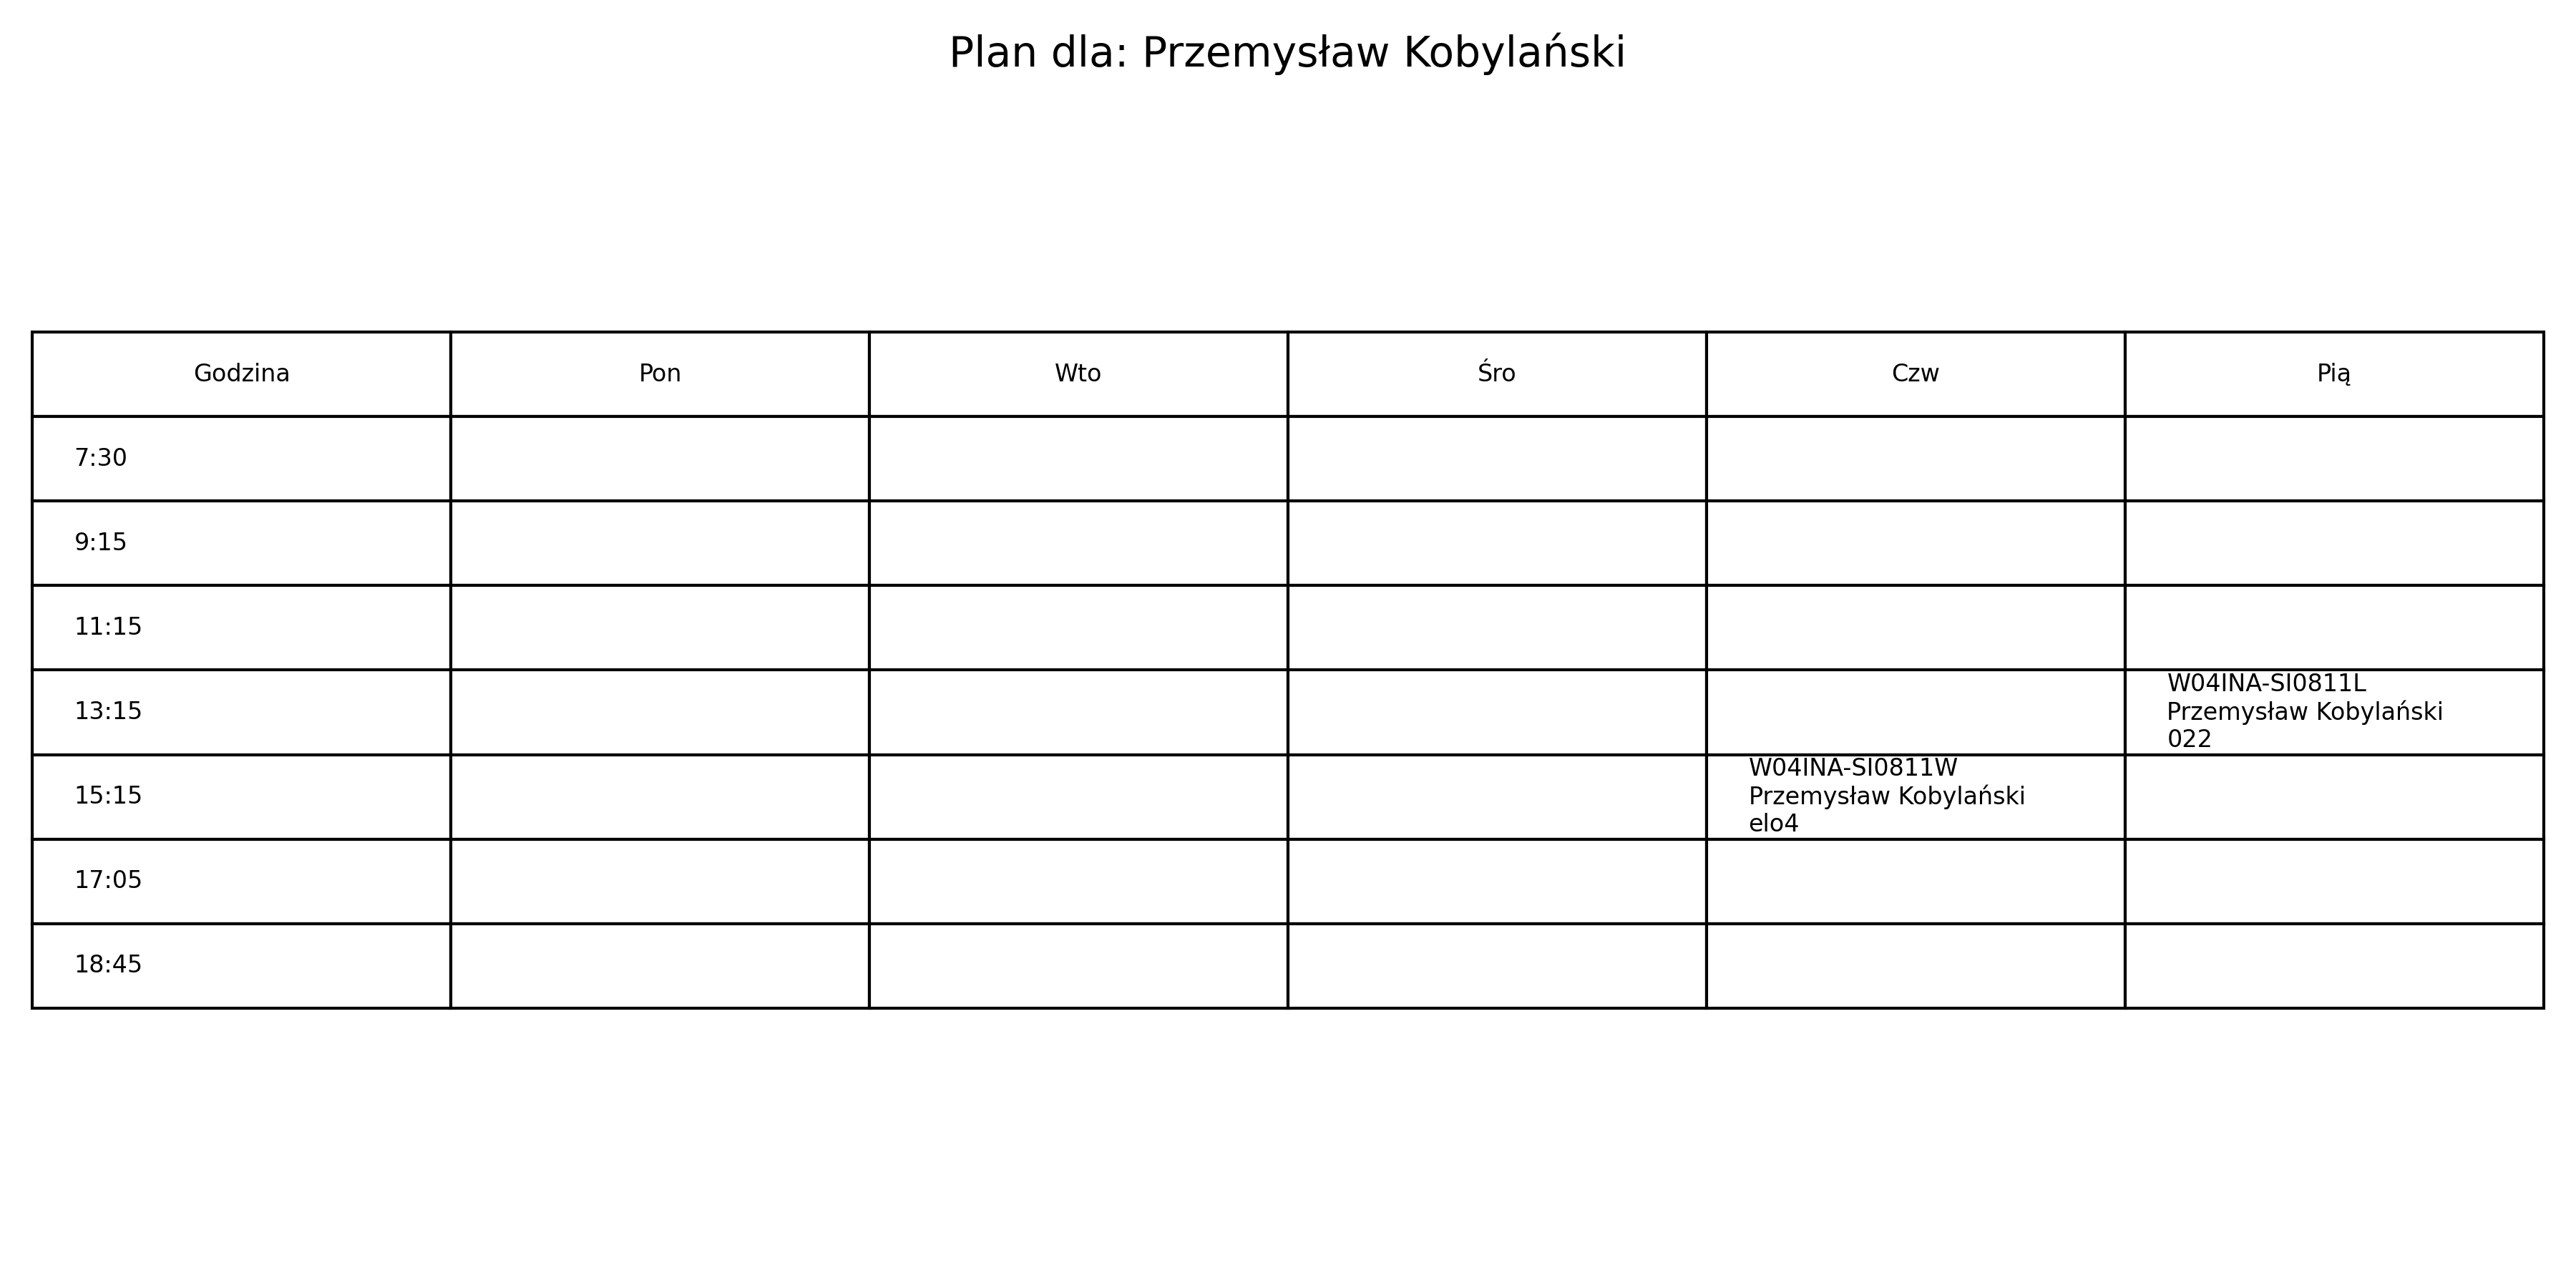 Plan dla: Przemysław Kobylański
Godzina Pon Wto Śro Czw Pią
7:30
9:15
11:15
13:15
W04INA-SI0811L
Przemysław Kobylański
022
15:15
W04INA-SI0811W
Przemysław Kobylański
elo4
17:05
18:45